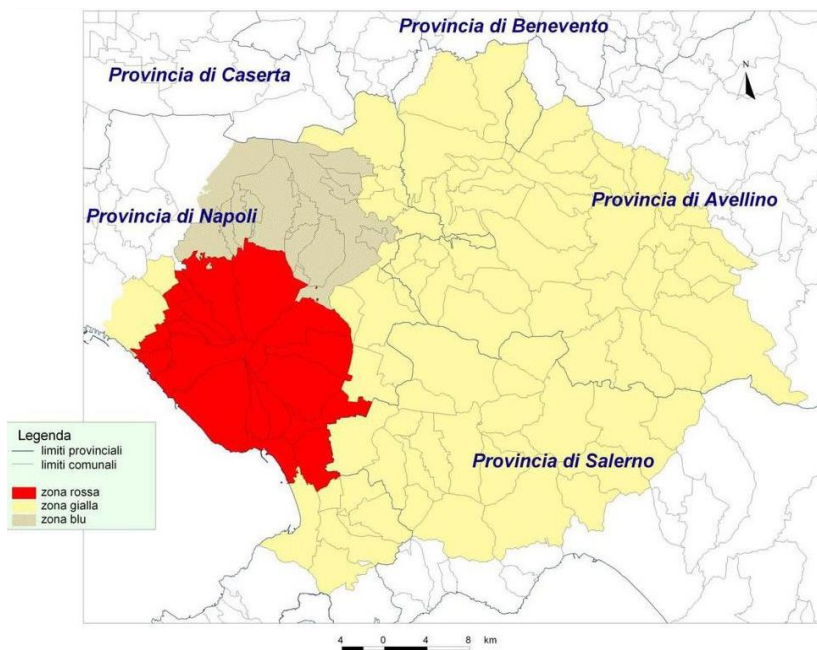 Provincia di Benevento
Provincia di Caserta
N
Provincia di Napoli
Provincia di Avellino
Provincia di Salerno
Legenda
limiti provinciali
limiti comunali
zona rossa
zona gialla
zona blu
4 0 4 8 km